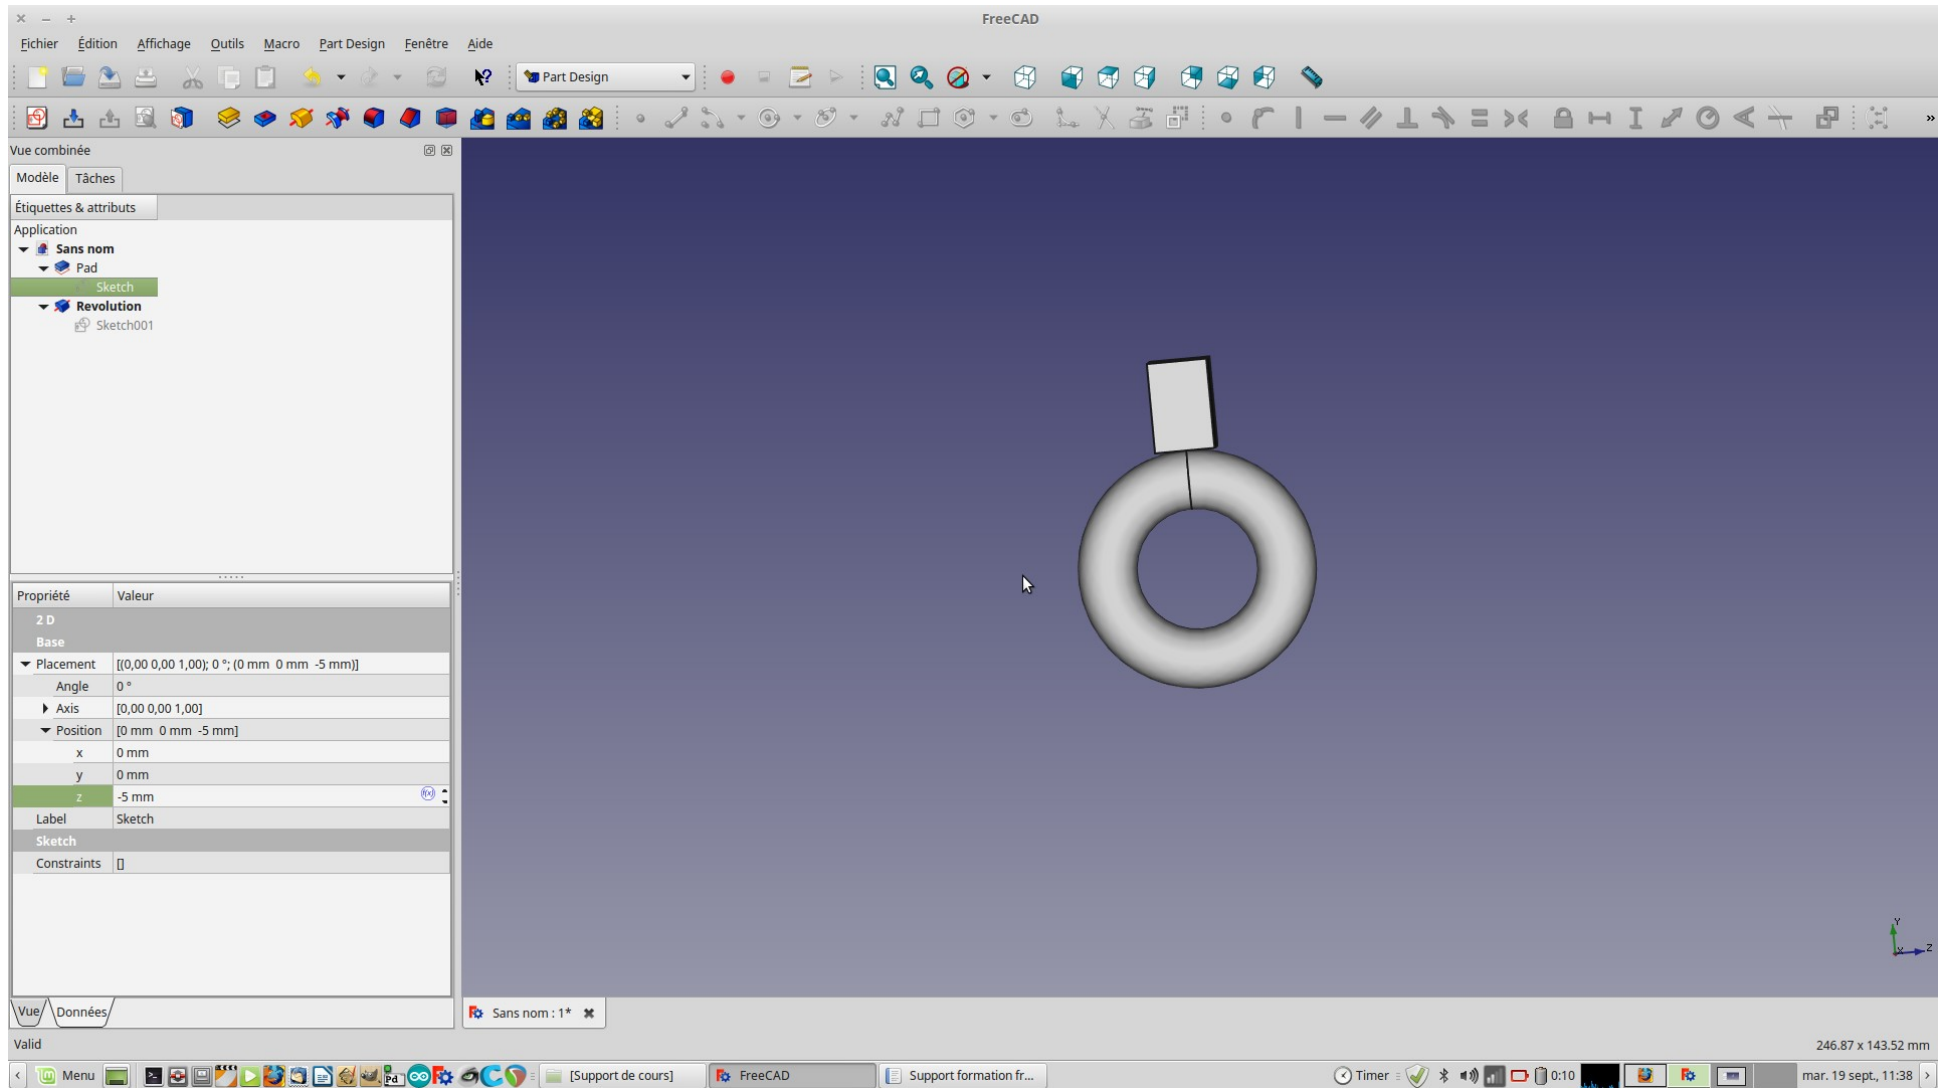 FreeCAD
Fichier Édition Affichage Outils Macro Part Design Fenêtre Aide
Part Design
»
Vue combinée
Modèle Tâches
Étiquettes & attributs
Application
Sans nom
Pad
Sketch
Revolution
Sketch001
Propriété Valeur
2 D
Base
Placement [(0,00 0,00 1,00); 0 °; (0 mm 0 mm -5 mm)]
Angle 0 °
Axis [0,00 0,00 1,00]
Position [0 mm 0 mm -5 mm]
x 0 mm
y 0 mm
z -5 mm
Label Sketch
Sketch
Constraints []
Y
X Z
Vue Données
Sans nom : 1*
Valid
246.87 x 143.52 mm
Menu Pd [Support de cours] FreeCAD Support formation fr... Timer 0:10 mar. 19 sept., 11:38